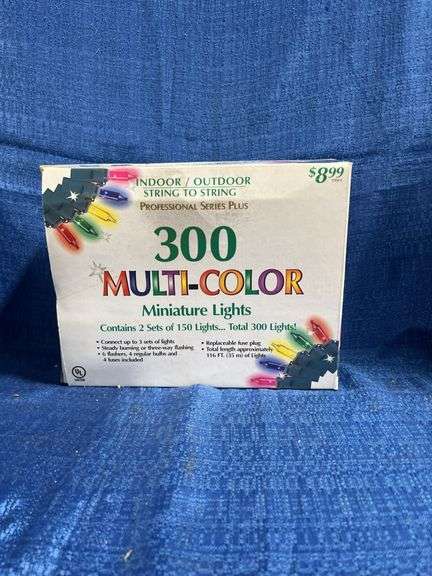 INDOOR / OUTDOOR
STRING TO STRING
PROFESSIONAL SERIES PLUS
$8.99
300
MULTI-COLOR
Miniature Lights
Contains 2 Sets of 150 Lights... Total 300 Lights!
• Connect up to 3 sets of lights
• Steady burning or three-way flashing
• 6 flashers, 4 regular bulbs and
4 fuses included
• Replaceable fuse plug
• Total length approximately
116 FT. (35 m) of Lights
UL